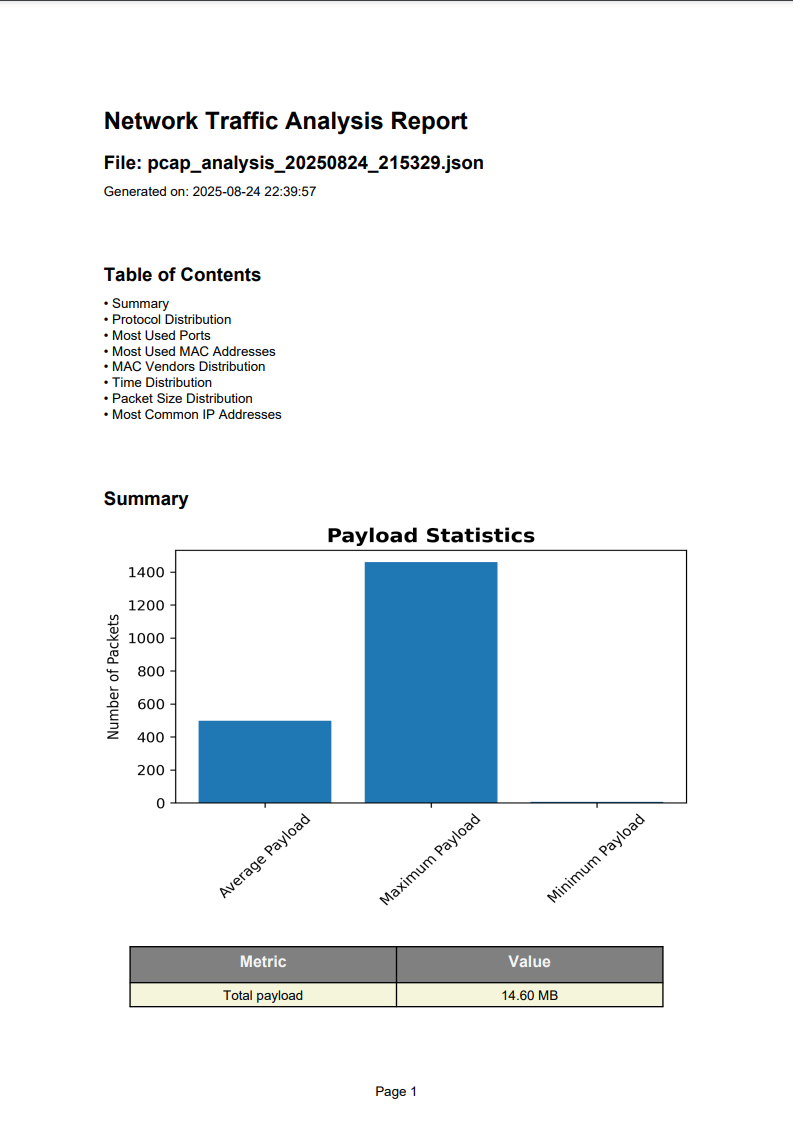 Network Traffic Analysis Report
File: pcap_analysis_20250824_215329.json
Generated on: 2025-08-24 22:39:57
Table of Contents
• Summary
• Protocol Distribution
• Most Used Ports
• Most Used MAC Addresses
• MAC Vendors Distribution
• Time Distribution
• Packet Size Distribution
• Most Common IP Addresses
Summary
Payload Statistics
Number of Packets
1400
1200
1000
800
600
400
200
0
Average Payload
Maximum Payload
Minimum Payload
Metric Value
Total payload 14.60 MB
Page 1